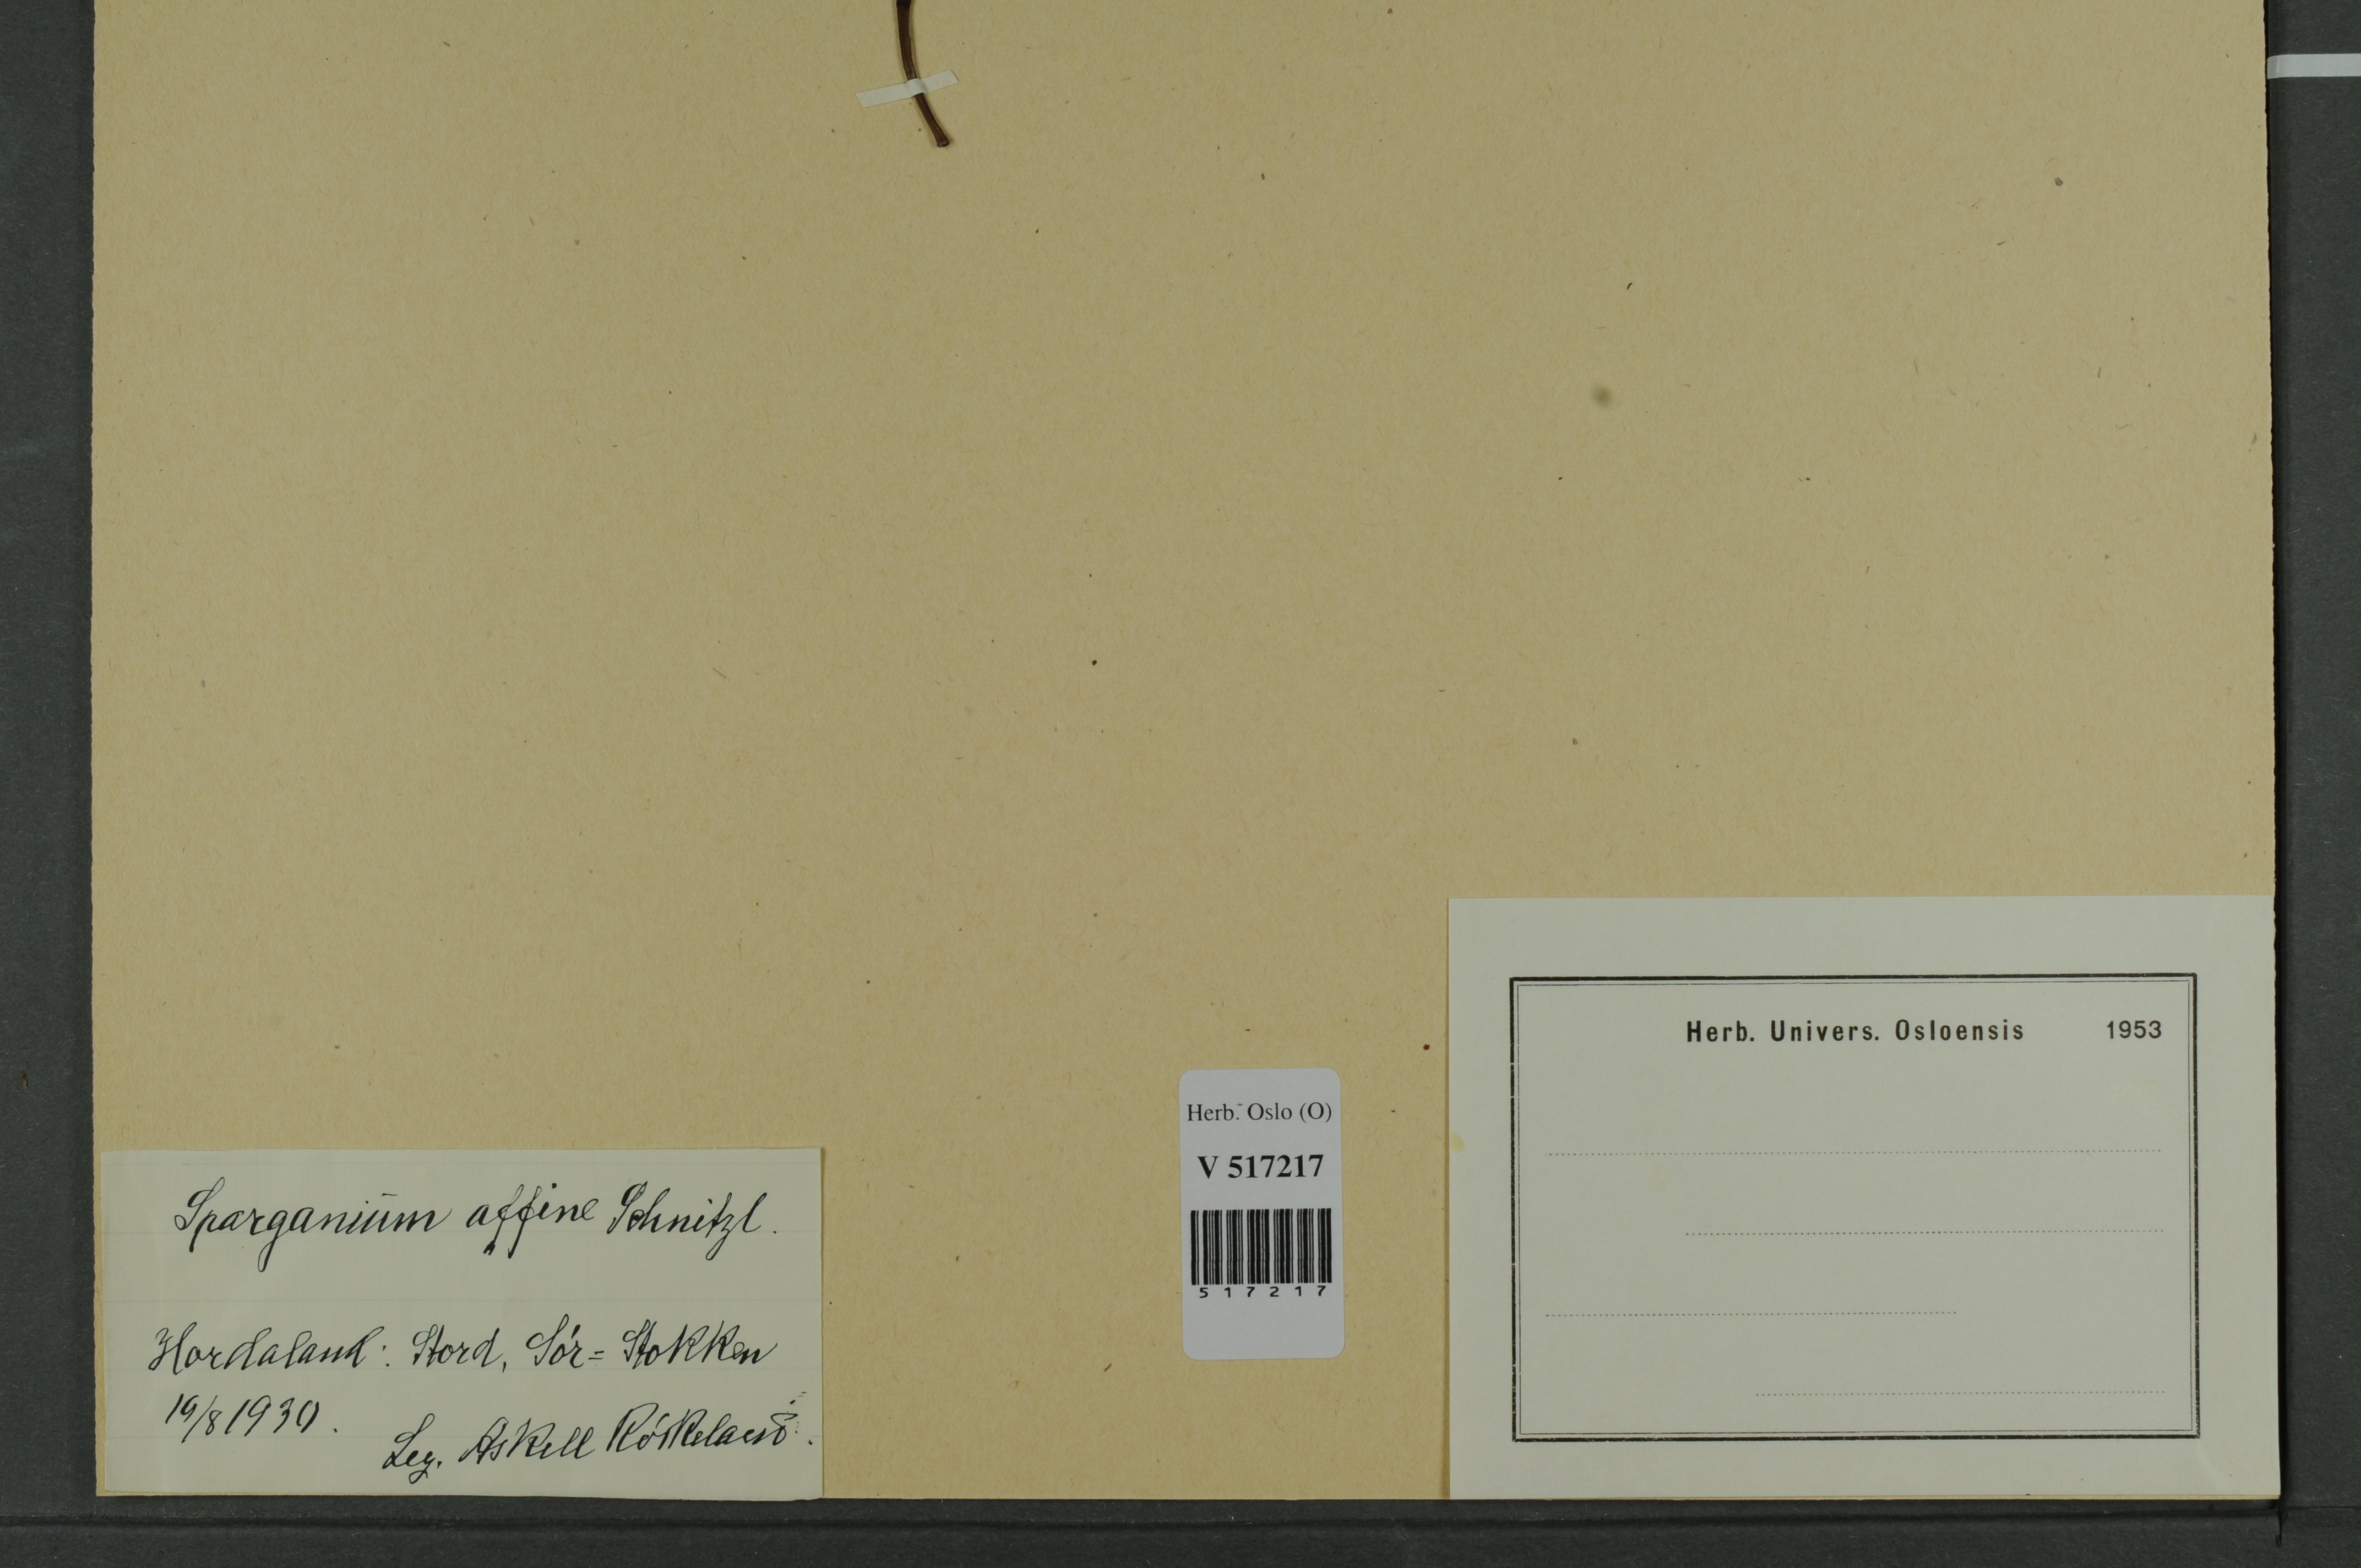 Sparganium affine Schnitzl.
Hordaland: Stord, Sör=Stokken
19/8 1930.
Leg. Askell Röskeland.
Herb. Oslo (O)
V 517217
517217
Herb. Univers. Osloensis 1953